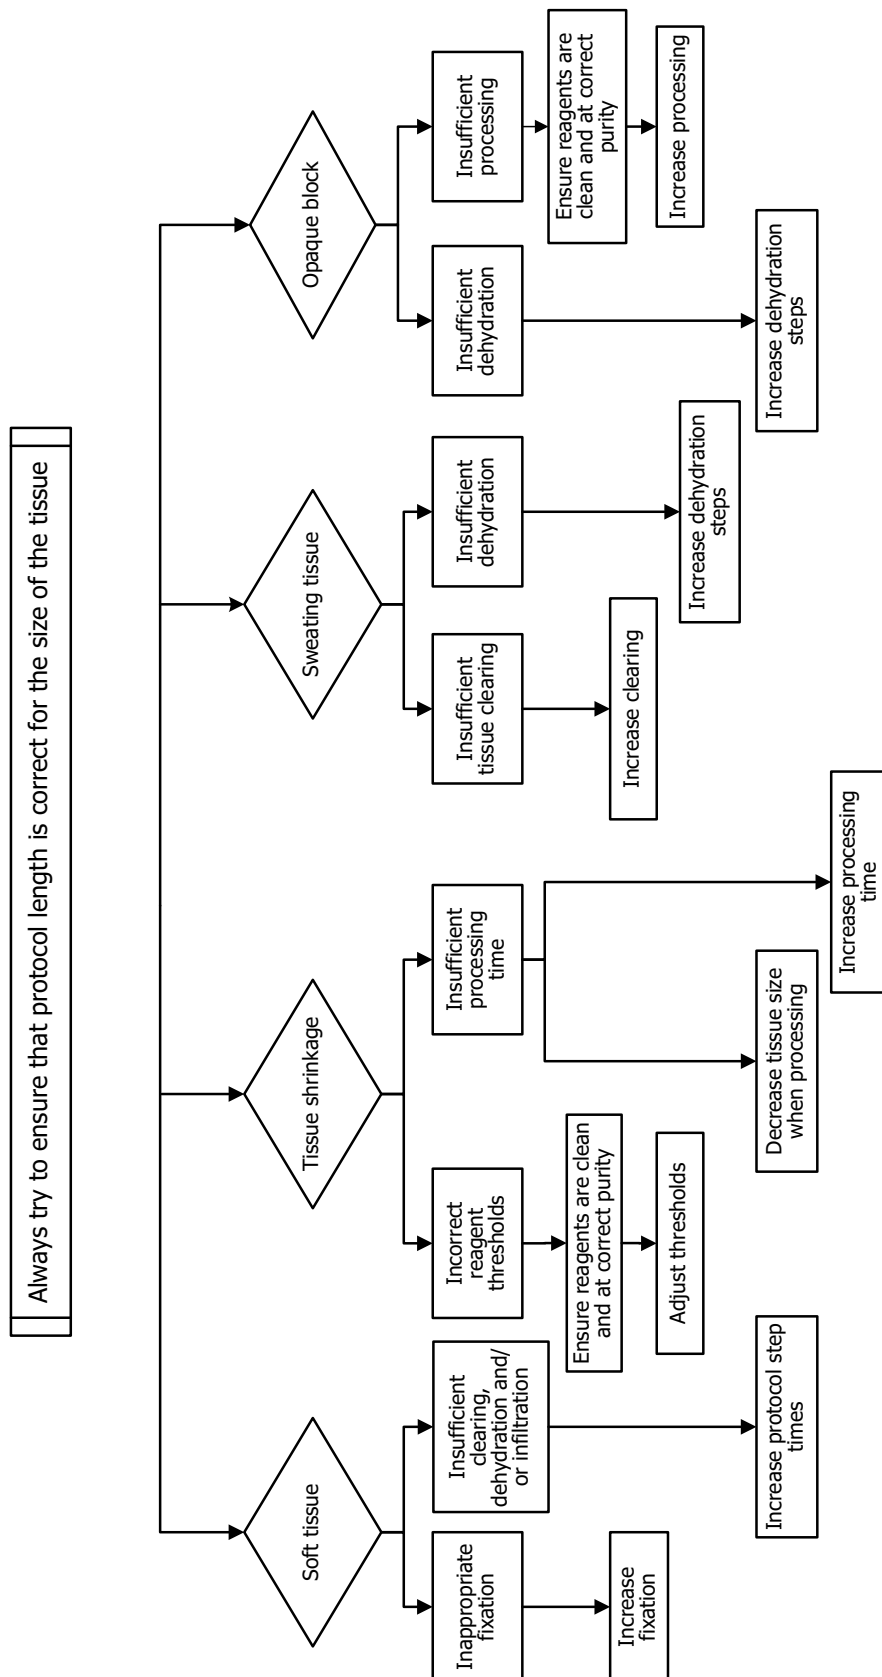 Always try to ensure that protocol length is correct for the size of the tissue
Soft tissue
Tissue shrinkage
Sweating tissue
Opaque block
Inappropriate
fixation
Insufficient
clearing,
dehydration and/
or infiltration
Incorrect
reagent
thresholds
Insufficient
processing
time
Insufficient
tissue clearing
Insufficient
dehydration
Insufficient
dehydration
Insufficient
processing
Ensure reagents are clean
and at correct purity
Ensure reagents are
clean and at correct
purity
Increase
fixation
Increase clearing
Adjust thresholds
Increase dehydration
steps
Increase processing
Increase protocol step
times
Decrease tissue size
when processing
Increase dehydration
steps
Increase processing
time